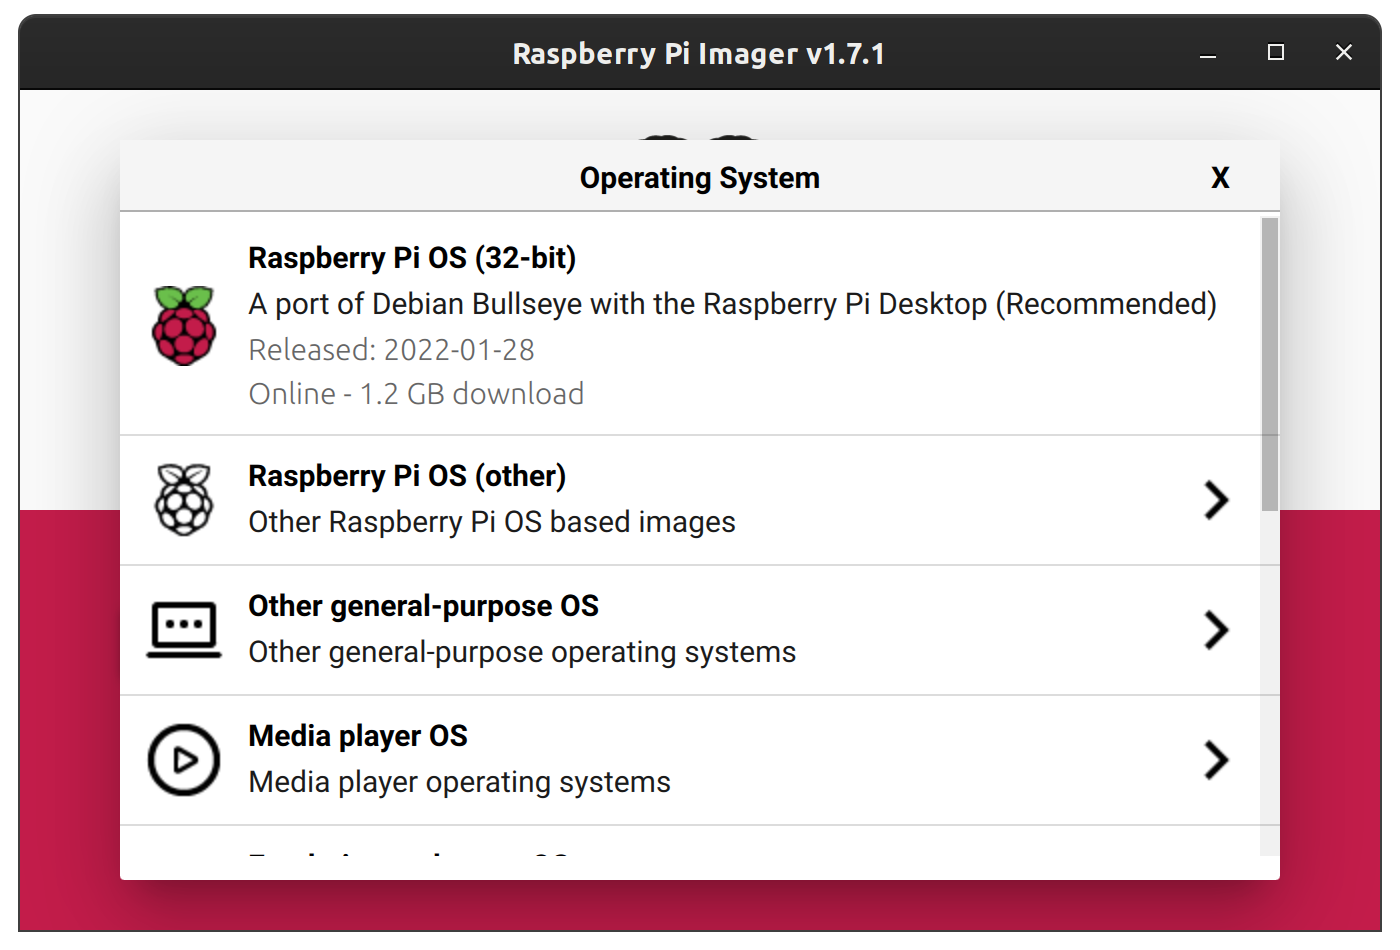 Raspberry Pi Imager v1.7.1
Operating System
X
Raspberry Pi OS (32-bit)
A port of Debian Bullseye with the Raspberry Pi Desktop (Recommended)
Released: 2022-01-28
Online - 1.2 GB download
Raspberry Pi OS (other)
Other Raspberry Pi OS based images
Other general-purpose OS
Other general-purpose operating systems
Media player OS
Media player operating systems